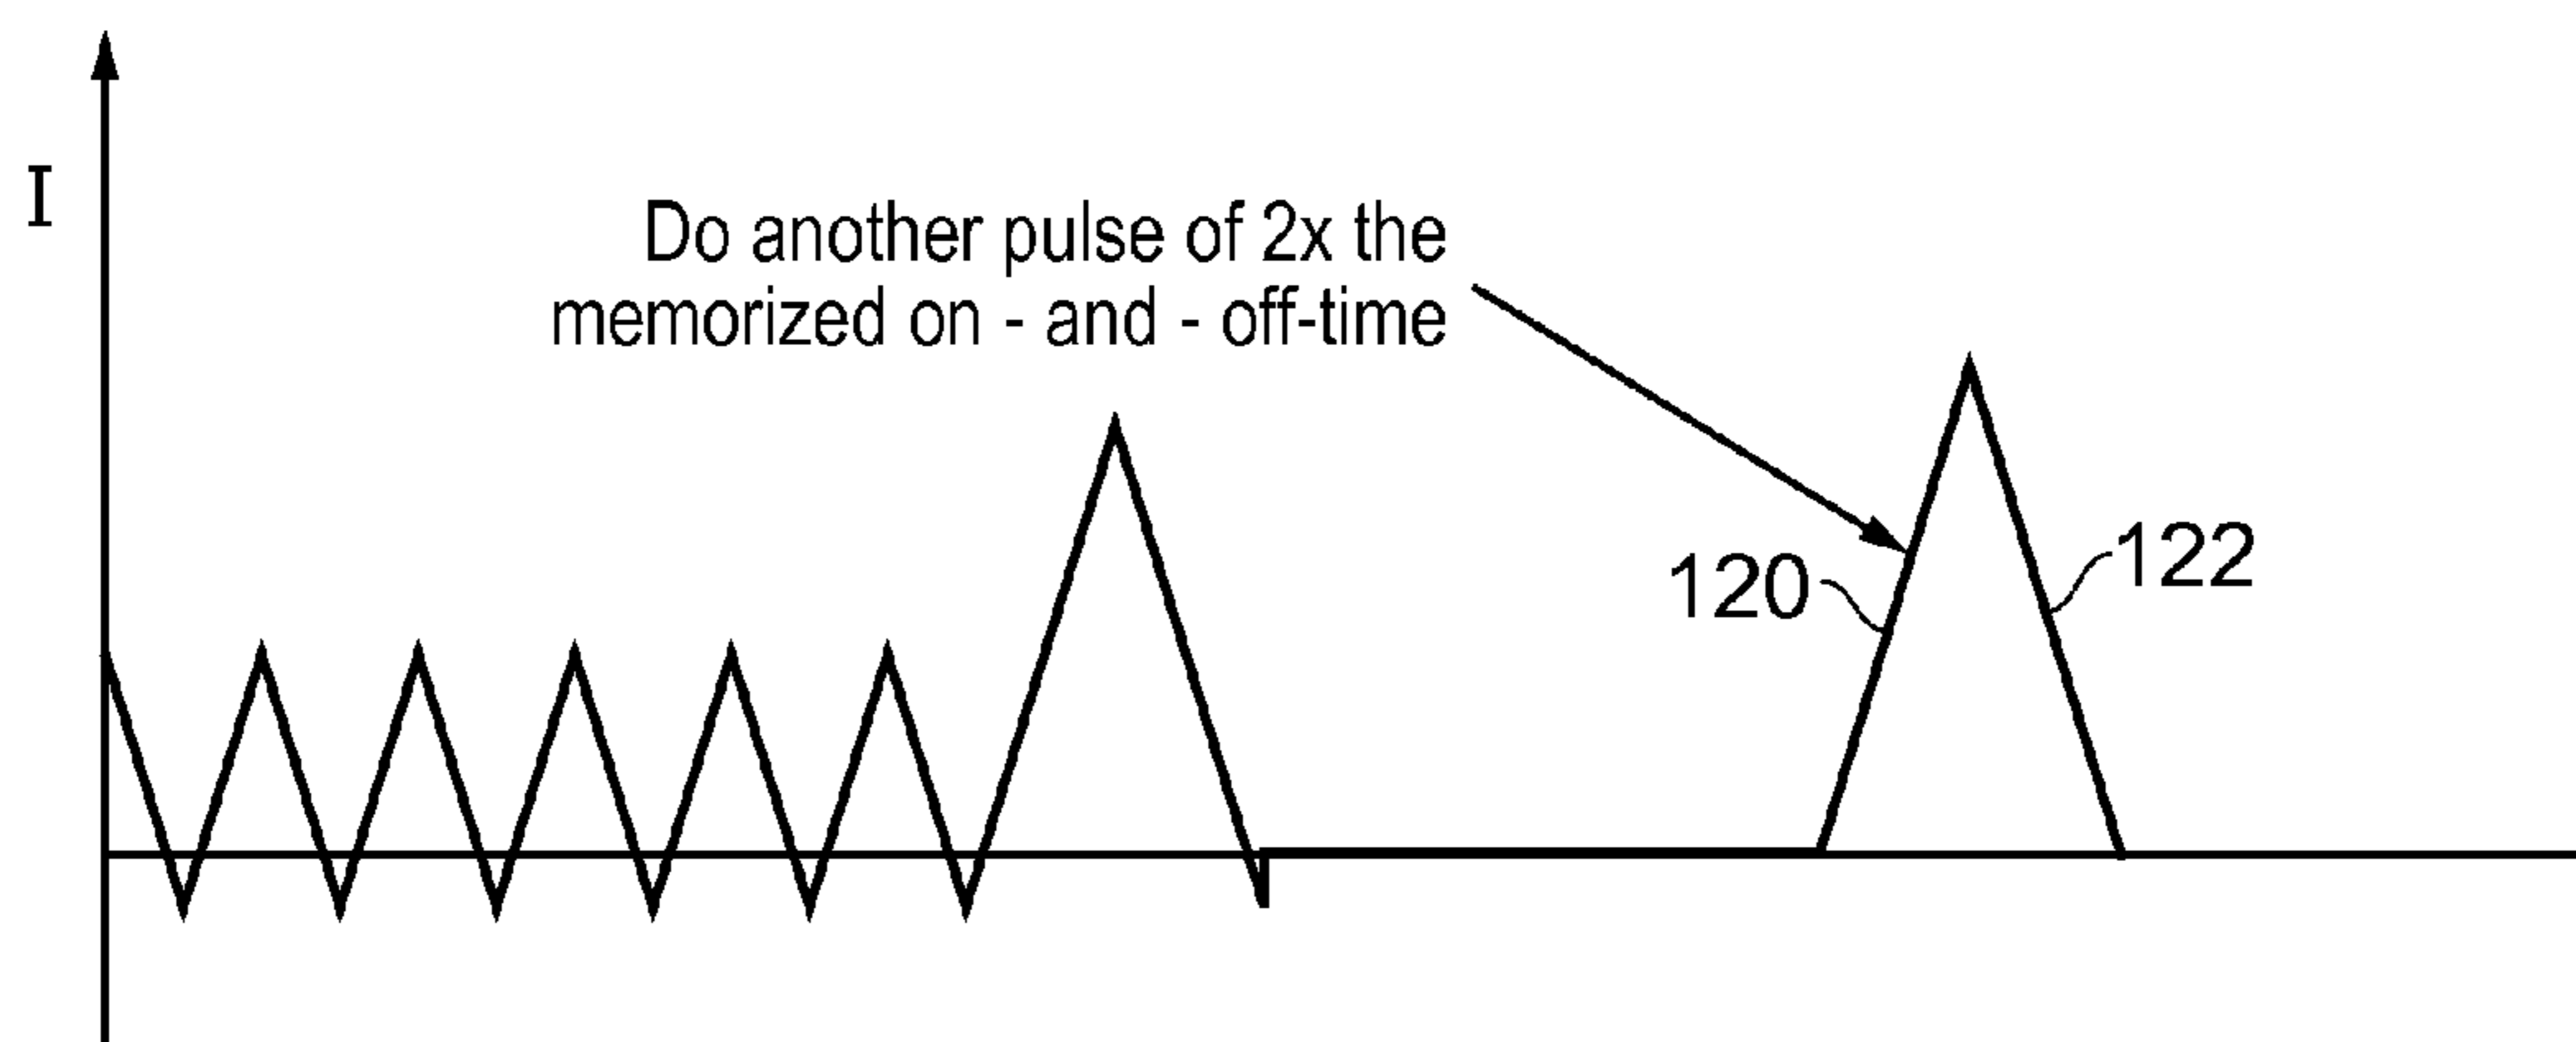 I
Do another pulse of 2x the
memorized on - and - off-time
120
122